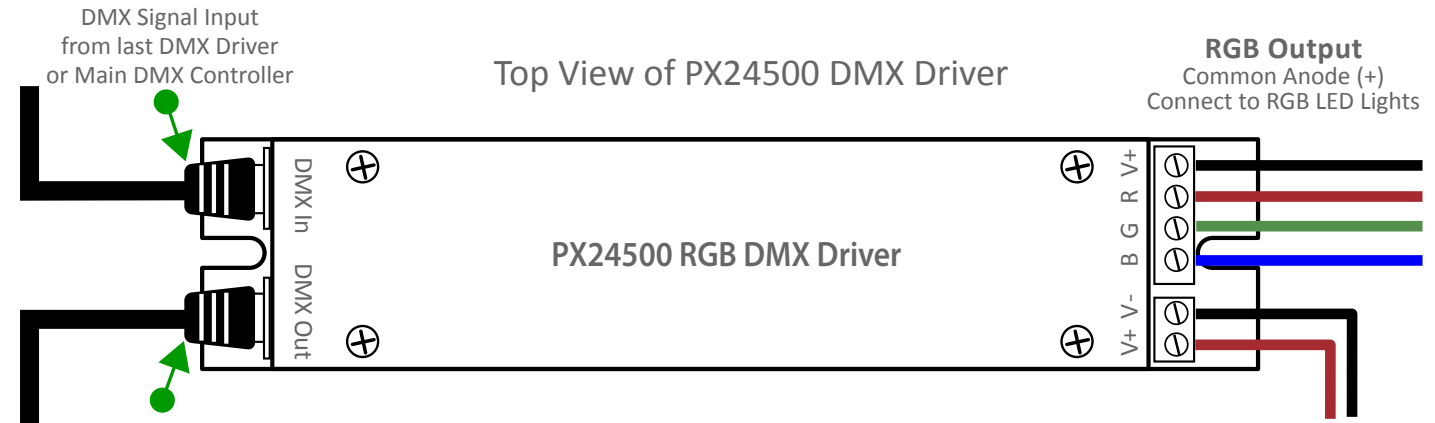 DMX Signal Input
from last DMX Driver
or Main DMX Controller
Top View of PX24500 DMX Driver
RGB Output
Common Anode (+)
Connect to RGB LED Lights
DMX In
DMX Out
PX24500 RGB DMX Driver
V+
R
G
B
V-
V+